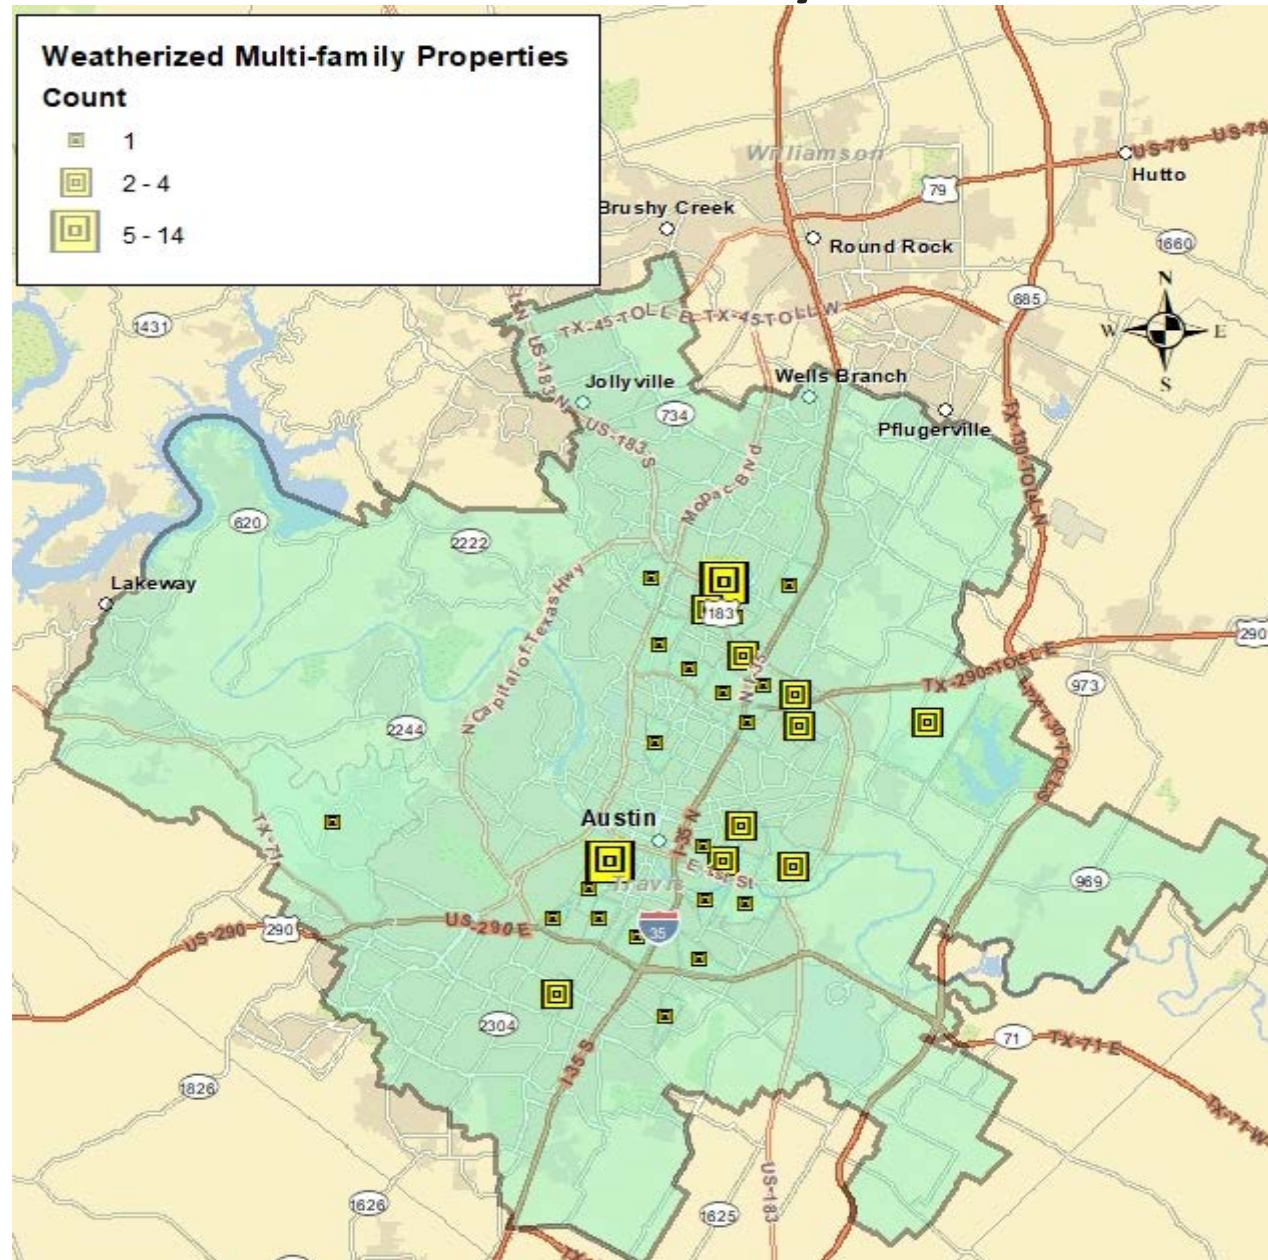 Weatherized Multi-family Properties
Count
1
2 - 4
5 - 14
Williamson
US-79
US-79
79
Hutto
Brushy Creek
Round Rock
1660
N
W
E
S
685
1431
TX-45 TOLL E
TX-45 TOLL W
US-183 N
Jollyville
Wells Branch
734
US-183 S
Pflugerville
MoPac Blvd
TX-130 TOLL N
620
2222
Lakeway
N Capital of Texas Hwy
183
290
N I-35
TX-290-TOLL E
973
TX-130 TOLL S
2244
Austin
I-35 N
TX-71
E 1st St
Travis
969
US-290
290
US-290 E
35
2304
71
TX-71 E
I-35 S
1826
TX-71 W
US-183
1626
1625